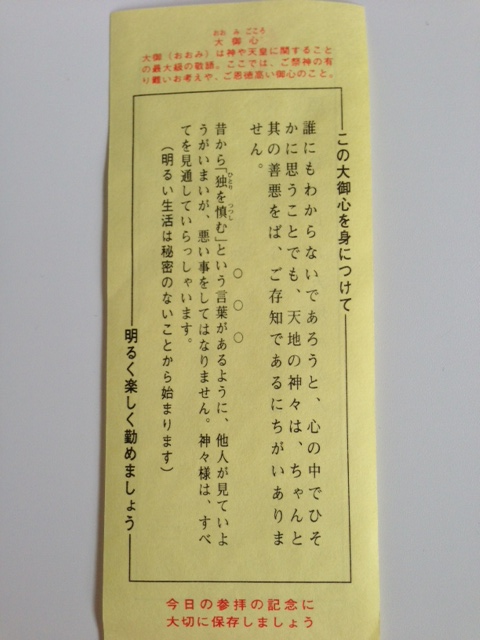 おおみごころ
大御心
大御（おおみ）は神や天皇に関すること
の最大級の敬語。ここでは、ご祭神の有
り難いお考えや、ご恩徳高い御心のこと。
この大御心を身につけて
誰にもわからないであろうと、心の中でひそ
かに思うことでも、天地の神々は、ちゃんと
其の善悪をば、ご存知であるにちがいありま
せん。
○○○
昔から「独を慎む」という言葉があるように、他人が見ていよ
ひとり つつし
うがいまいが、悪い事をしてはなりません。神々様は、すべ
てを見通していらっしゃいます。
（明るい生活は秘密のないことから始まります）
明るく楽しく勤めましょう
今日の参拝の記念に
大切に保存しましょう